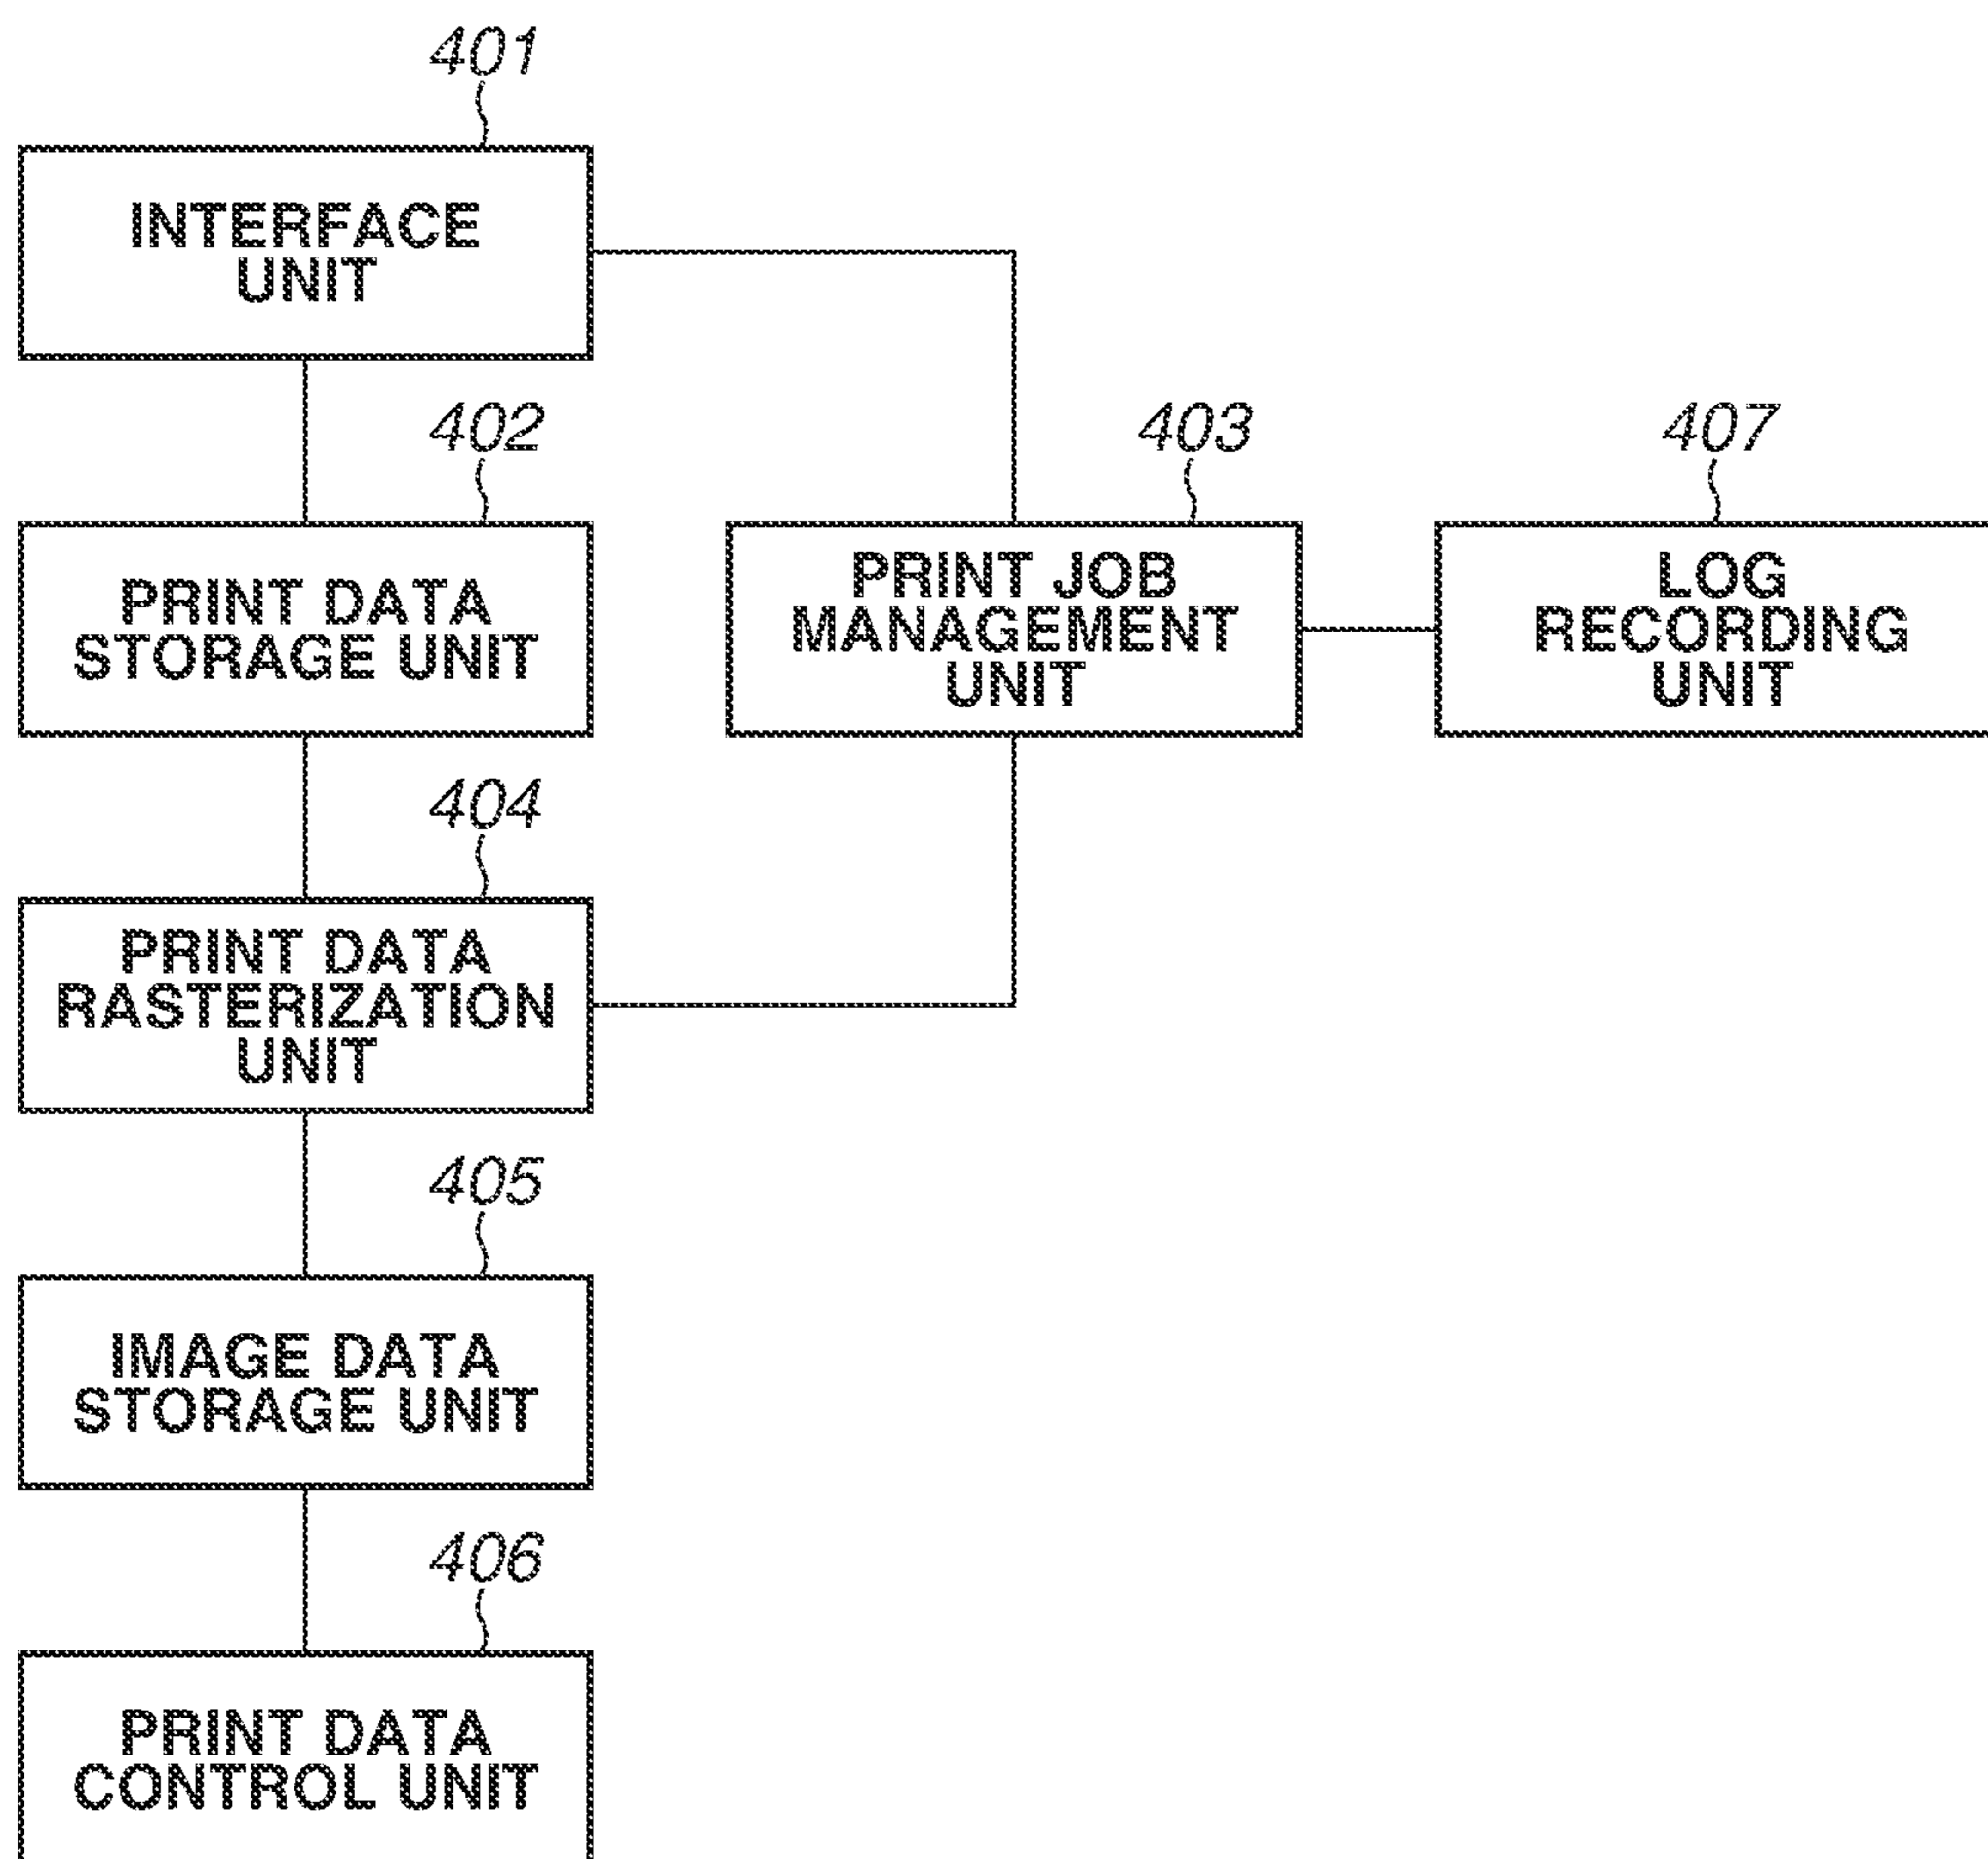 401
INTERFACE
UNIT
402
PRINT DATA
STORAGE UNIT
403
PRINT JOB
MANAGEMENT
UNIT
407
LOG
RECORDING
UNIT
404
PRINT DATA
RASTERIZATION
UNIT
405
IMAGE DATA
STORAGE UNIT
406
PRINT DATA
CONTROL UNIT